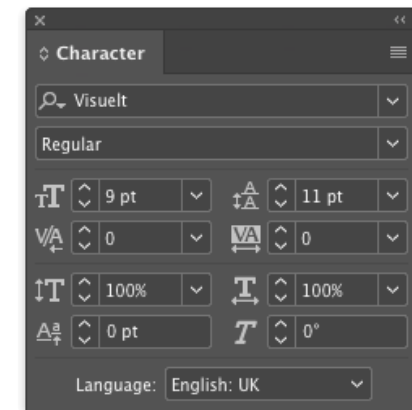 Character
Visuelt
Regular
9 pt 11 pt
0 0
100% 100%
0 pt 0°
Language: English: UK